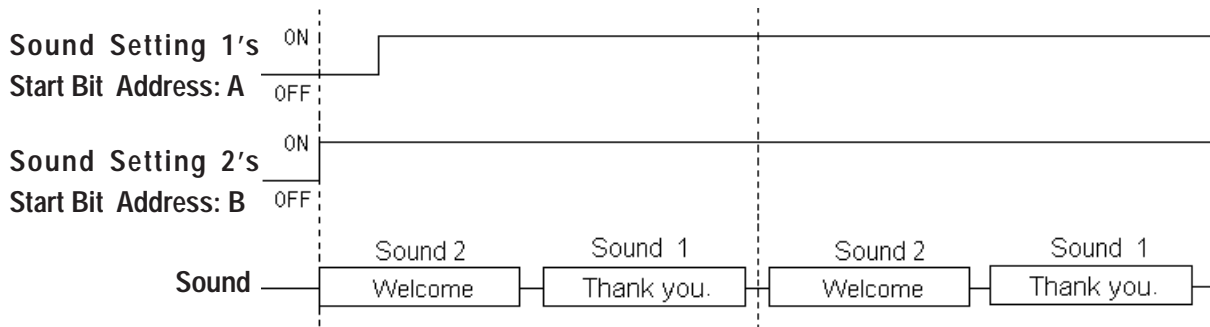 Sound Setting 1's ON
Start Bit Address: A OFF
Sound Setting 2's ON
Start Bit Address: B OFF
Sound 2 Sound 1 Sound 2 Sound 1
Sound Welcome Thank you. Welcome Thank you.